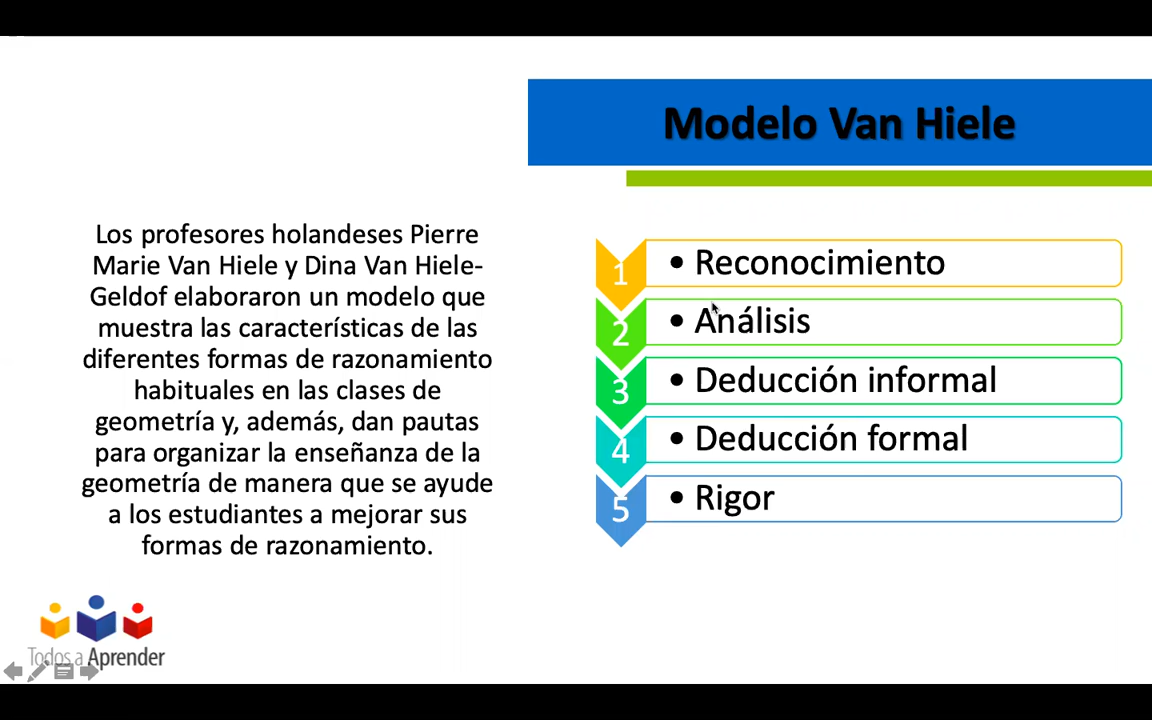 Modelo Van Hiele
Los profesores holandeses Pierre
Marie Van Hiele y Dina Van Hiele-
Geldof elaboraron un modelo que
muestra las características de las
diferentes formas de razonamiento
habituales en las clases de
geometría y, además, dan pautas
para organizar la enseñanza de la
geometría de manera que se ayude
a los estudiantes a mejorar sus
formas de razonamiento.
1 • Reconocimiento
2 • Análisis
3 • Deducción informal
4 • Deducción formal
5 • Rigor
Todos a Aprender